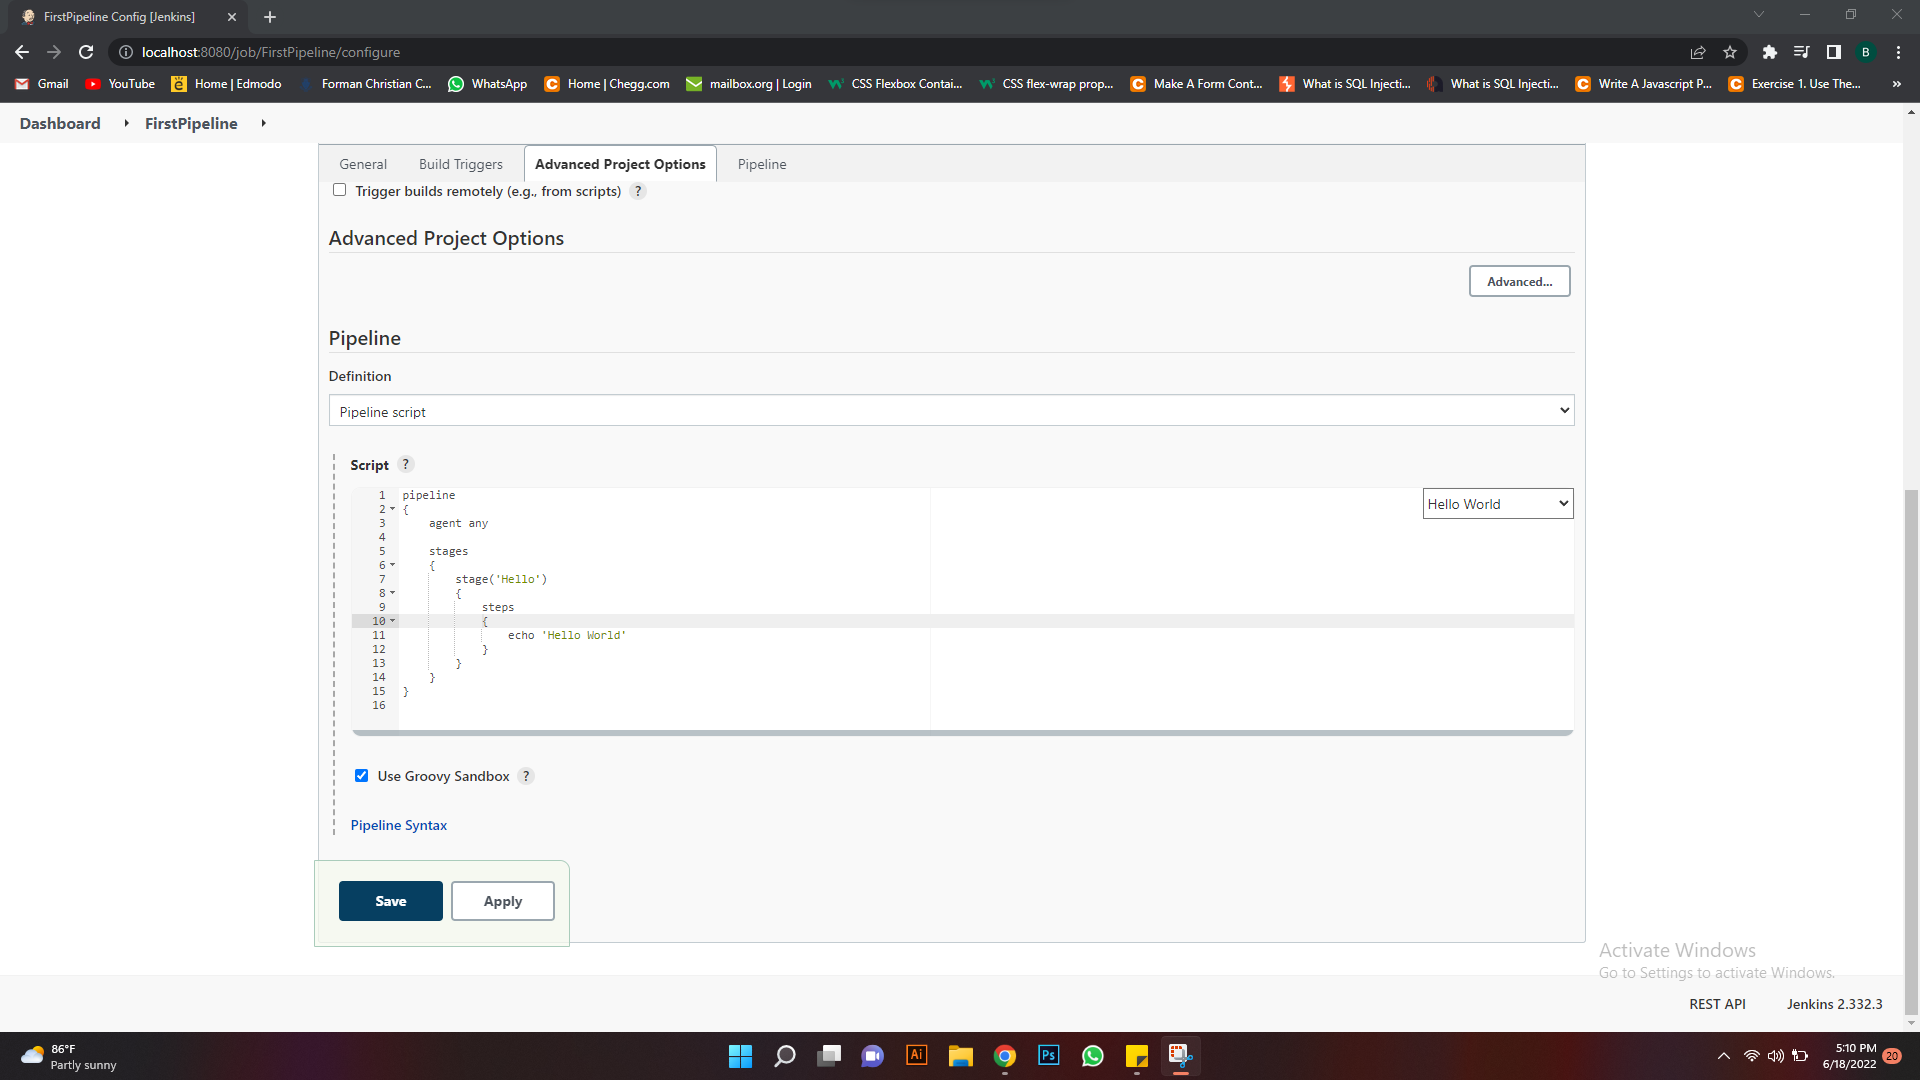 FirstPipeline Config [Jenkins]
localhost:8080/job/FirstPipeline/configure
B
Gmail YouTube Home | Edmodo Forman Christian C... WhatsApp Home | Chegg.com mailbox.org | Login CSS Flexbox Contai... CSS flex-wrap prop... Make A Form Cont... What is SQL Injecti... What is SQL Injecti... Write A Javascript P... Exercise 1. Use The... »
Dashboard FirstPipeline
General Build Triggers Advanced Project Options Pipeline
Trigger builds remotely (e.g., from scripts) ?
Advanced Project Options
Advanced...
Pipeline
Definition
Pipeline script
Script ?
Hello World
1 pipeline
2 {
3 agent any
4
5 stages
6 {
7 stage('Hello')
8 {
9 steps
10 {
11 echo 'Hello World'
12 }
13 }
14 }
15 }
16
Use Groovy Sandbox ?
Pipeline Syntax
Save Apply
Activate Windows
Go to Settings to activate Windows.
REST API Jenkins 2.332.3
86°F
Partly sunny
Ai
Ps
5:10 PM
6/18/2022
20